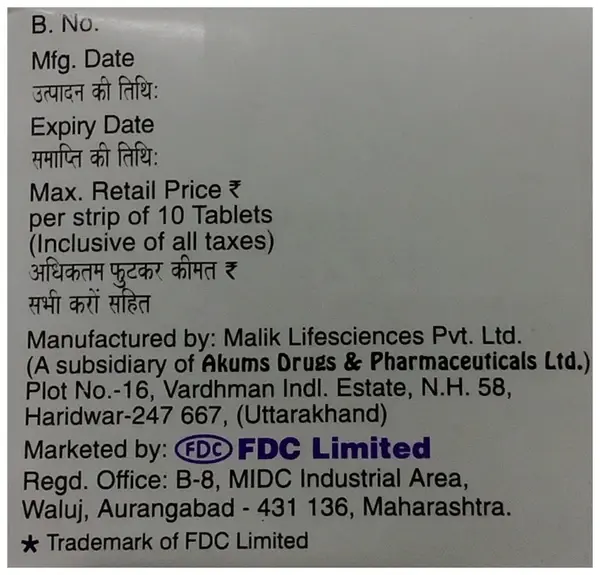 B. No.
Mfg. Date
उत्पादन की तिथि:
Expiry Date
समाप्ति की तिथि:
Max. Retail Price ₹
per strip of 10 Tablets
(Inclusive of all taxes)
अधिकतम फुटकर कीमत ₹
सभी करों सहित
Manufactured by: Malik Lifesciences Pvt. Ltd.
(A subsidiary of Akums Drugs & Pharmaceuticals Ltd.)
Plot No.-16, Vardhman Indl. Estate, N.H. 58,
Haridwar-247 667, (Uttarakhand)
Marketed by: FDC FDC Limited
Regd. Office: B-8, MIDC Industrial Area,
Waluj, Aurangabad - 431 136, Maharashtra.
* Trademark of FDC Limited